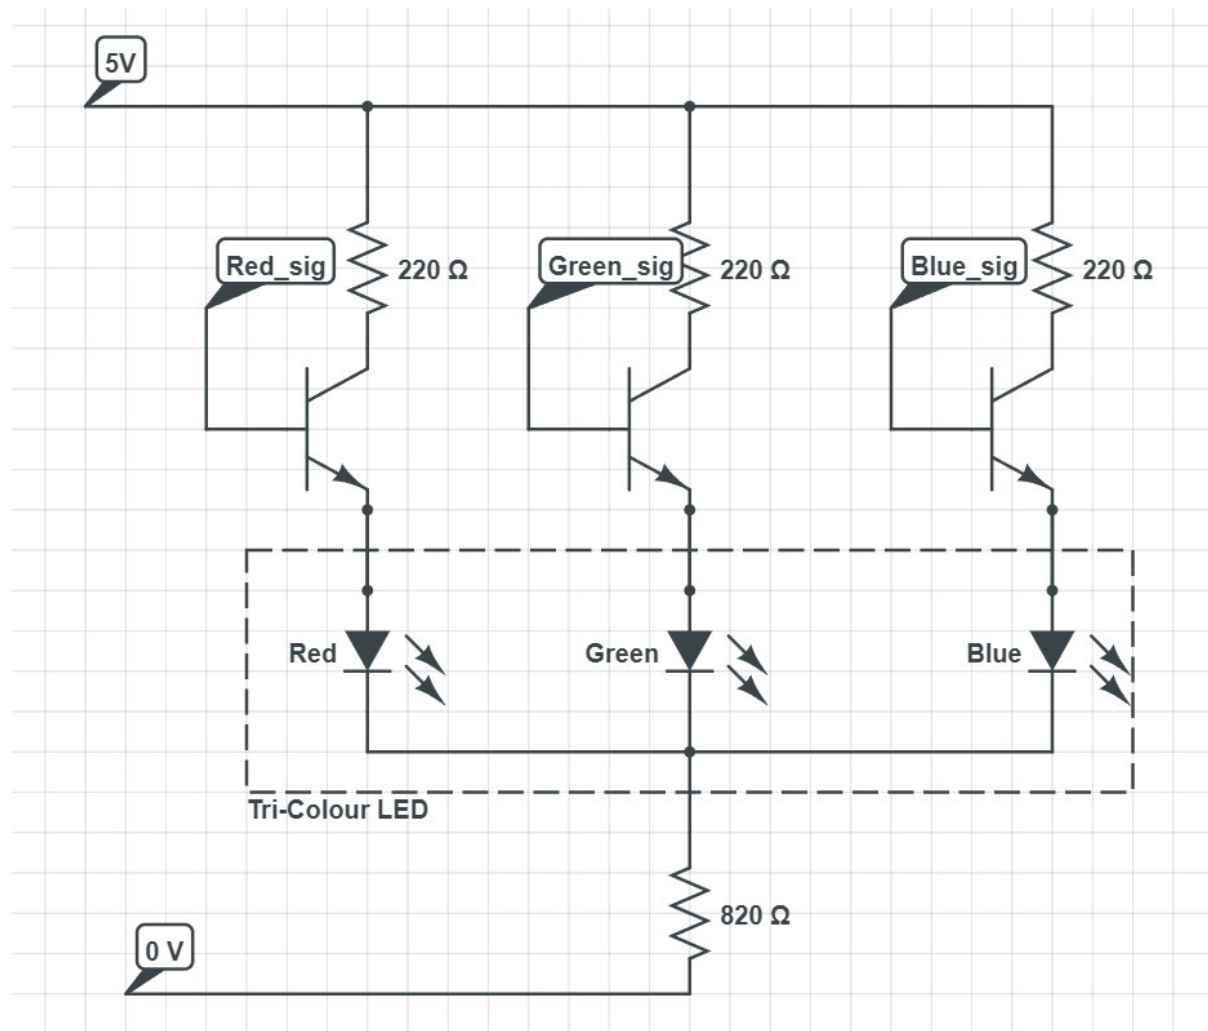 5V
Red_sig
220 Ω
Green_sig
220 Ω
Blue_sig
220 Ω
Red
Green
Blue
Tri-Colour LED
820 Ω
0 V